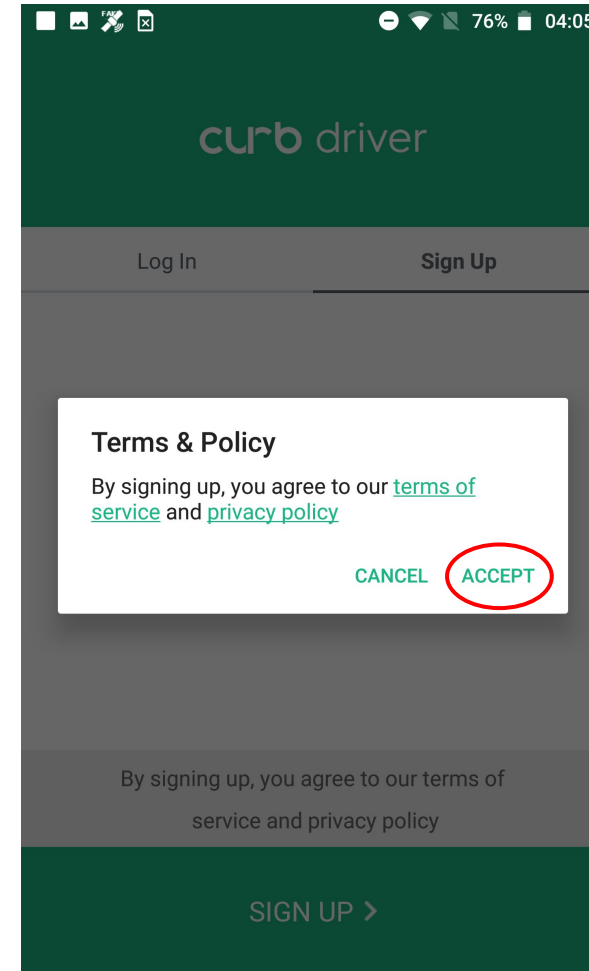 FAKE
76% 04:05
curb driver
Log In
Sign Up
Terms & Policy
By signing up, you agree to our terms of
service and privacy policy
CANCEL
ACCEPT
By signing up, you agree to our terms of
service and privacy policy
SIGN UP >